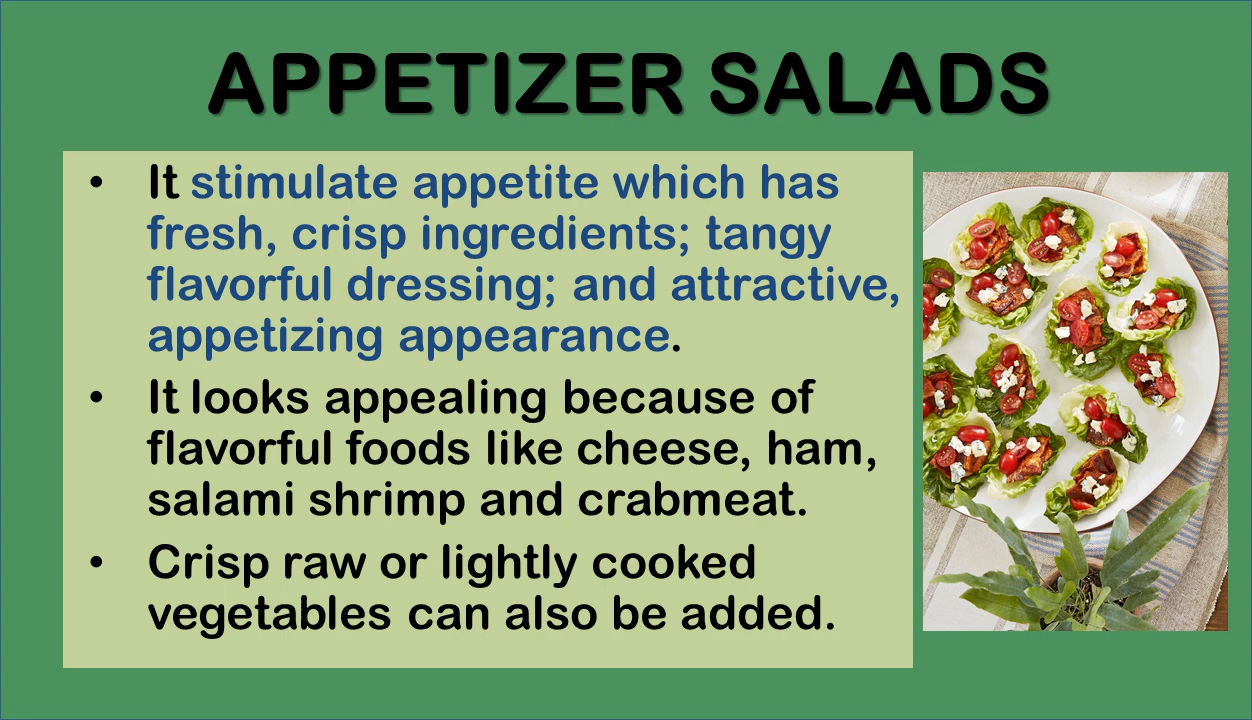 APPETIZER SALADS
• It stimulate appetite which has
fresh, crisp ingredients; tangy
flavorful dressing; and attractive,
appetizing appearance.
• It looks appealing because of
flavorful foods like cheese, ham,
salami shrimp and crabmeat.
• Crisp raw or lightly cooked
vegetables can also be added.